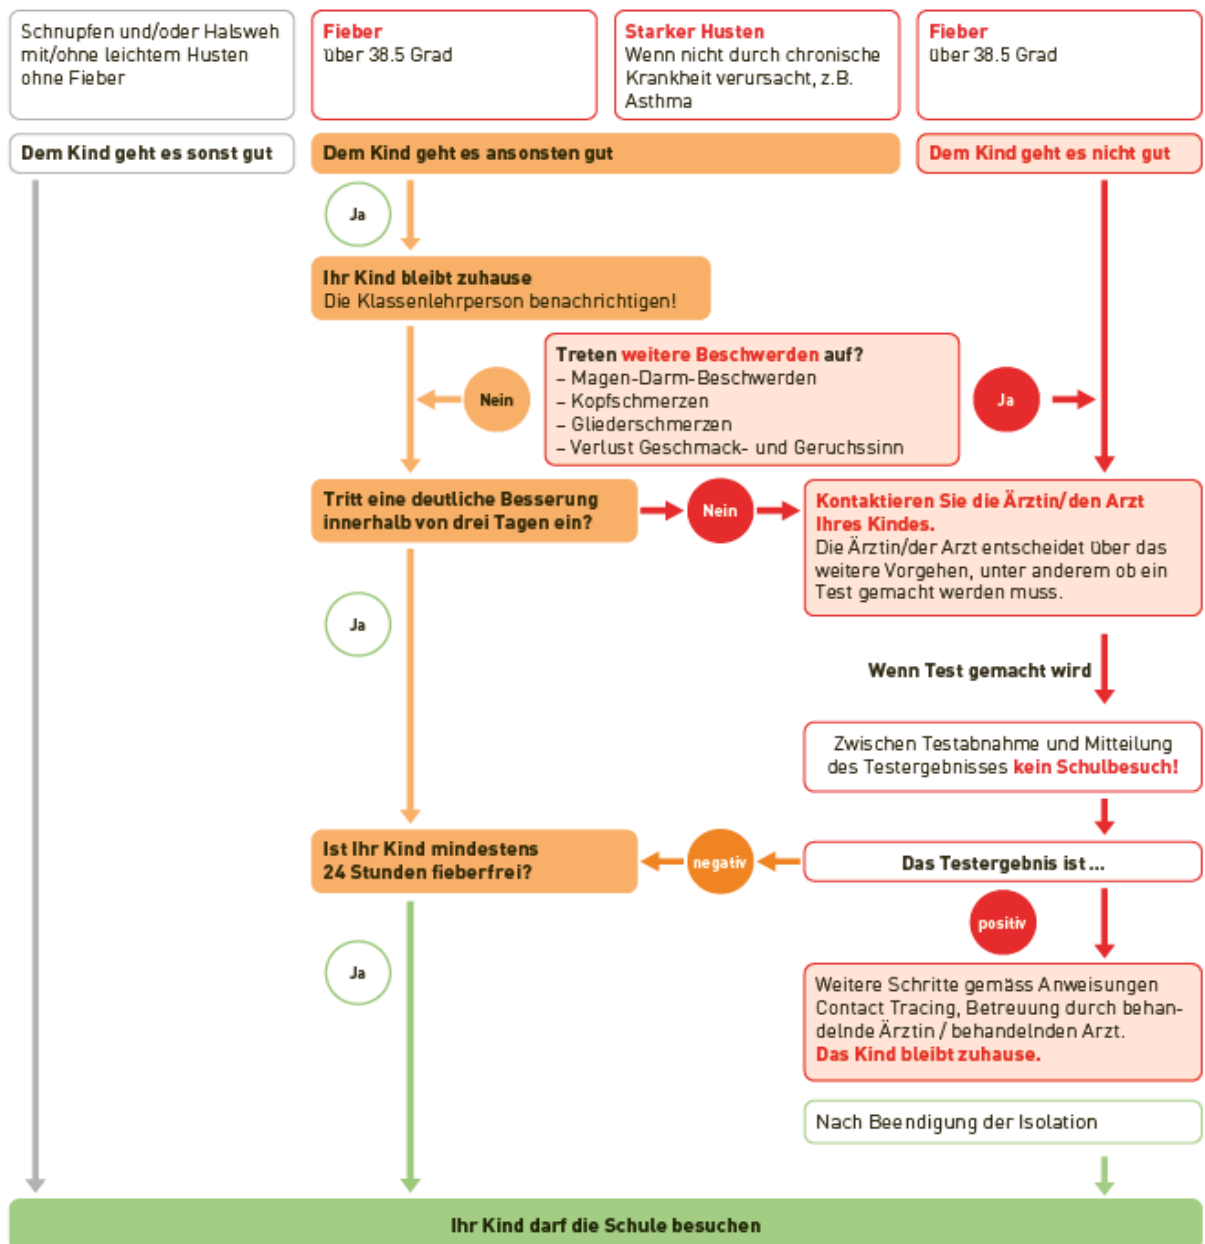 Schnupfen und/oder Halsweh
mit/ohne leichtem Husten
ohne Fieber
Fieber
über 38.5 Grad
Starker Husten
Wenn nicht durch chronische
Krankheit verursacht, z.B.
Asthma
Fieber
über 38.5 Grad
Dem Kind geht es sonst gut
Dem Kind geht es ansonsten gut
Dem Kind geht es nicht gut
Ja
Ihr Kind bleibt zuhause
Die Klassenlehrperson benachrichtigen!
Treten weitere Beschwerden auf?
– Magen-Darm-Beschwerden
– Kopfschmerzen
– Gliederschmerzen
– Verlust Geschmack- und Geruchssinn
Nein
Ja
Tritt eine deutliche Besserung
innerhalb von drei Tagen ein?
Nein
Kontaktieren Sie die Ärztin/den Arzt
Ihres Kindes.
Die Ärztin/der Arzt entscheidet über das
weitere Vorgehen, unter anderem ob ein
Test gemacht werden muss.
Ja
Wenn Test gemacht wird
Zwischen Testabnahme und Mitteilung
des Testergebnisses kein Schulbesuch!
Ist Ihr Kind mindestens
24 Stunden fieberfrei?
negativ
Das Testergebnis ist ...
positiv
Ja
Weitere Schritte gemäss Anweisungen
Contact Tracing, Betreuung durch behan-
delnde Ärztin / behandelnden Arzt.
Das Kind bleibt zuhause.
Nach Beendigung der Isolation
Ihr Kind darf die Schule besuchen